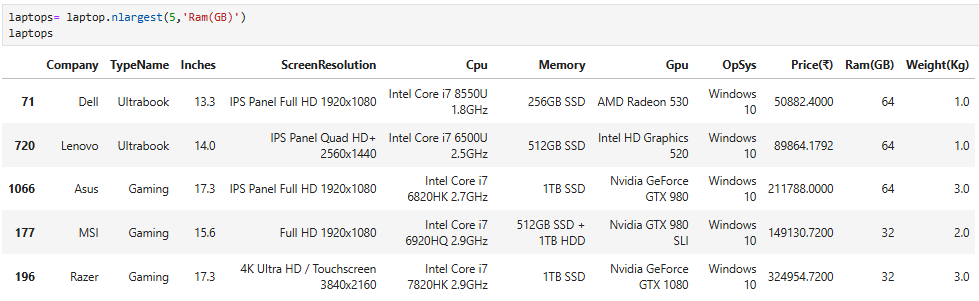 laptops= laptop.nlargest(5,'Ram(GB)')
laptops
Company TypeName Inches ScreenResolution Cpu Memory Gpu OpSys Price(₹) Ram(GB) Weight(Kg)
71 Dell Ultrabook 13.3 IPS Panel Full HD 1920x1080 Intel Core i7 8550U 1.8GHz 256GB SSD AMD Radeon 530 Windows 10 50882.4000 64 1.0
720 Lenovo Ultrabook 14.0 IPS Panel Quad HD+ 2560x1440 Intel Core i7 6500U 2.5GHz 512GB SSD Intel HD Graphics 520 Windows 10 89864.1792 64 1.0
1066 Asus Gaming 17.3 IPS Panel Full HD 1920x1080 Intel Core i7 6820HK 2.7GHz 1TB SSD Nvidia GeForce GTX 980 Windows 10 211788.0000 64 3.0
177 MSI Gaming 15.6 Full HD 1920x1080 Intel Core i7 6920HQ 2.9GHz 512GB SSD + 1TB HDD Nvidia GTX 980 SLI Windows 10 149130.7200 32 2.0
196 Razer Gaming 17.3 4K Ultra HD / Touchscreen 3840x2160 Intel Core i7 7820HK 2.9GHz 1TB SSD Nvidia GeForce GTX 1080 Windows 10 324954.7200 32 3.0